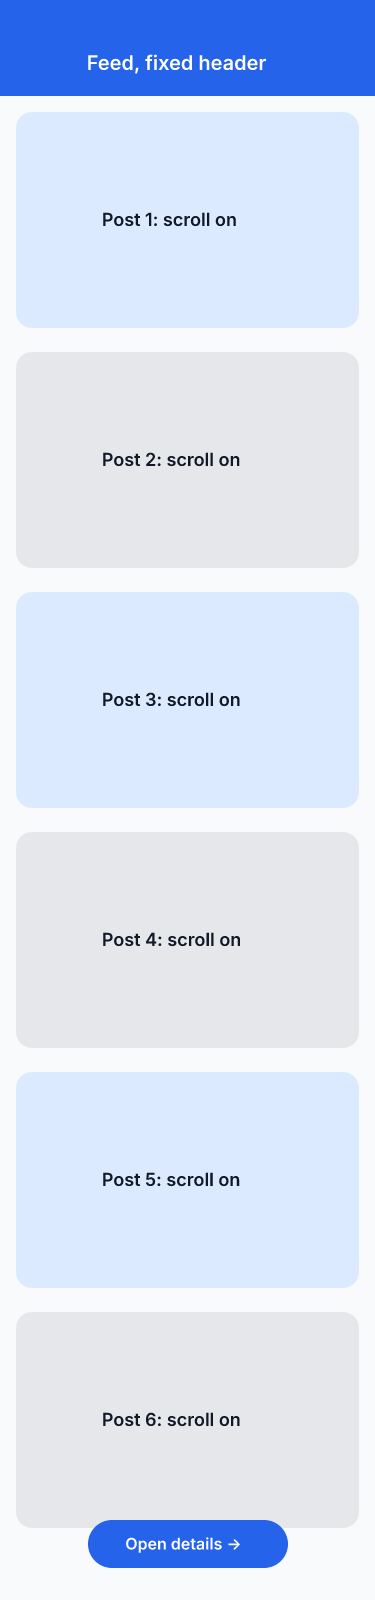 Feed, fixed header
Post 1: scroll on
Post 2: scroll on
Post 3: scroll on
Post 4: scroll on
Post 5: scroll on
Post 6: scroll on
Open details →